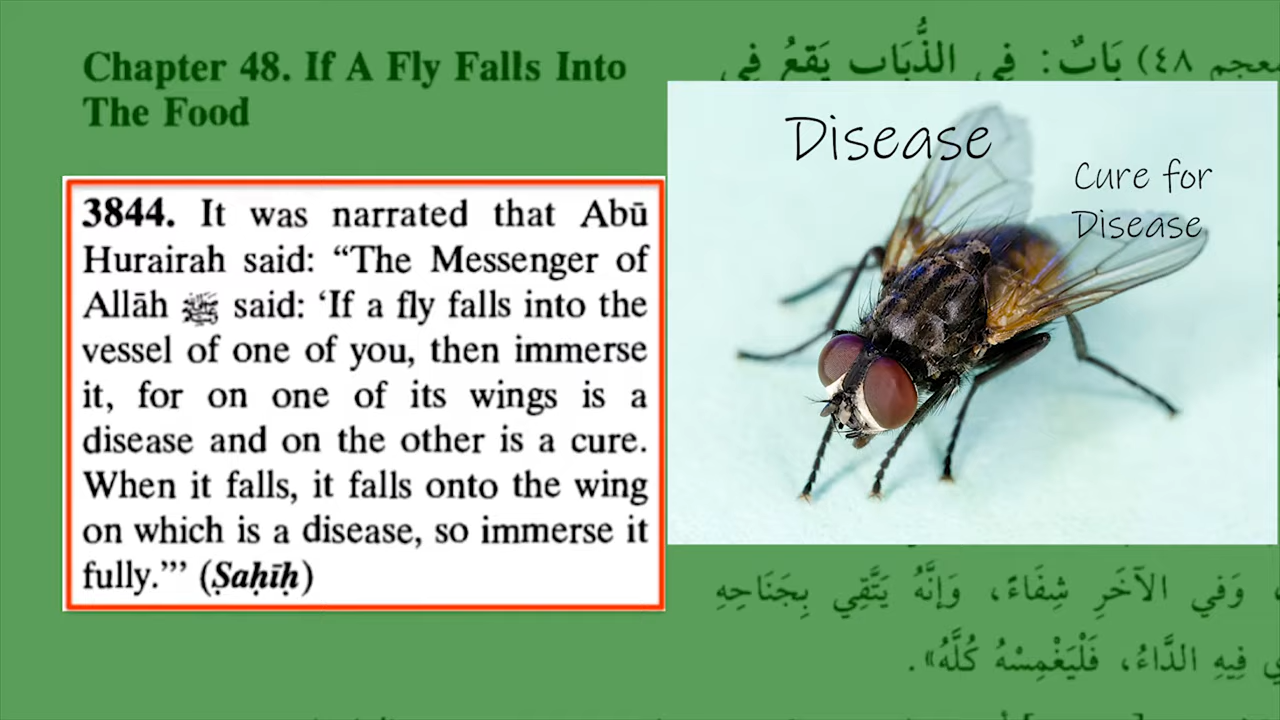 Chapter 48. If A Fly Falls Into
The Food
معجم ٤٨) بَابٌ: فِي الذُّبَابِ يَقَعُ فِي
3844. It was narrated that Abū
Hurairah said: “The Messenger of
Allāh ﷺ said: ‘If a fly falls into the
vessel of one of you, then immerse
it, for on one of its wings is a
disease and on the other is a cure.
When it falls, it falls onto the wing
on which is a disease, so immerse it
fully.’” (Ṣaḥīḥ)
Disease
Cure for
Disease
وَفي الآخَرِ شِفَاءً، وَإنَّهُ يَتَّقِي بِجَنَاحِهِ
فِيهِ الدَّاءُ، فَلْيَغْمِسْهُ كُلَّهُ».